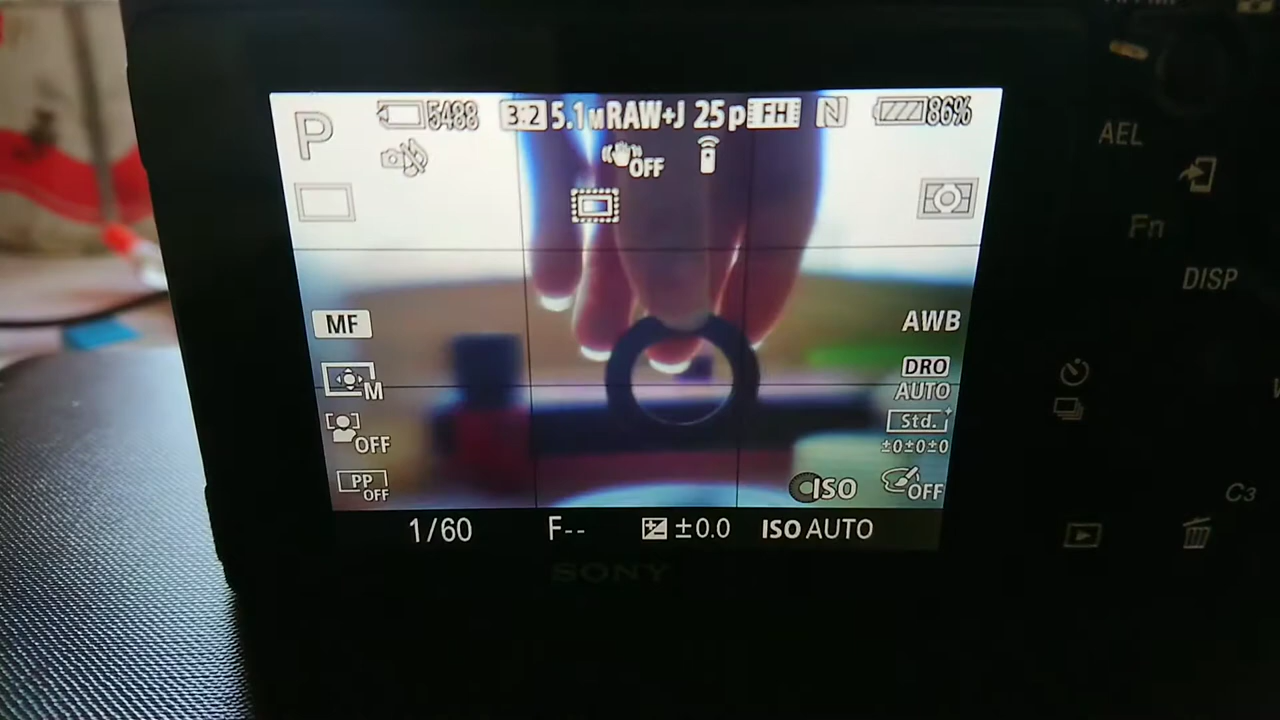 P 5488 3:2 5.1M RAW+J 25p FH N 86%
OFF
MF
M
OFF
PP
OFF
AWB
DRO
AUTO
Std.
±0±0±0
ISO OFF
1/60 F-- ±0.0 ISO AUTO
SONY
AEL
Fn
DISP
C3